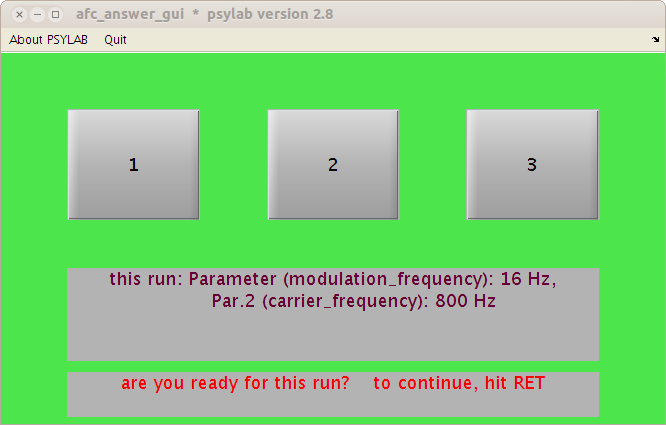 afc_answer_gui * psylab version 2.8
About PSYLAB Quit
1 2 3
this run: Parameter (modulation_frequency): 16 Hz,
Par.2 (carrier_frequency): 800 Hz
are you ready for this run? to continue, hit RET